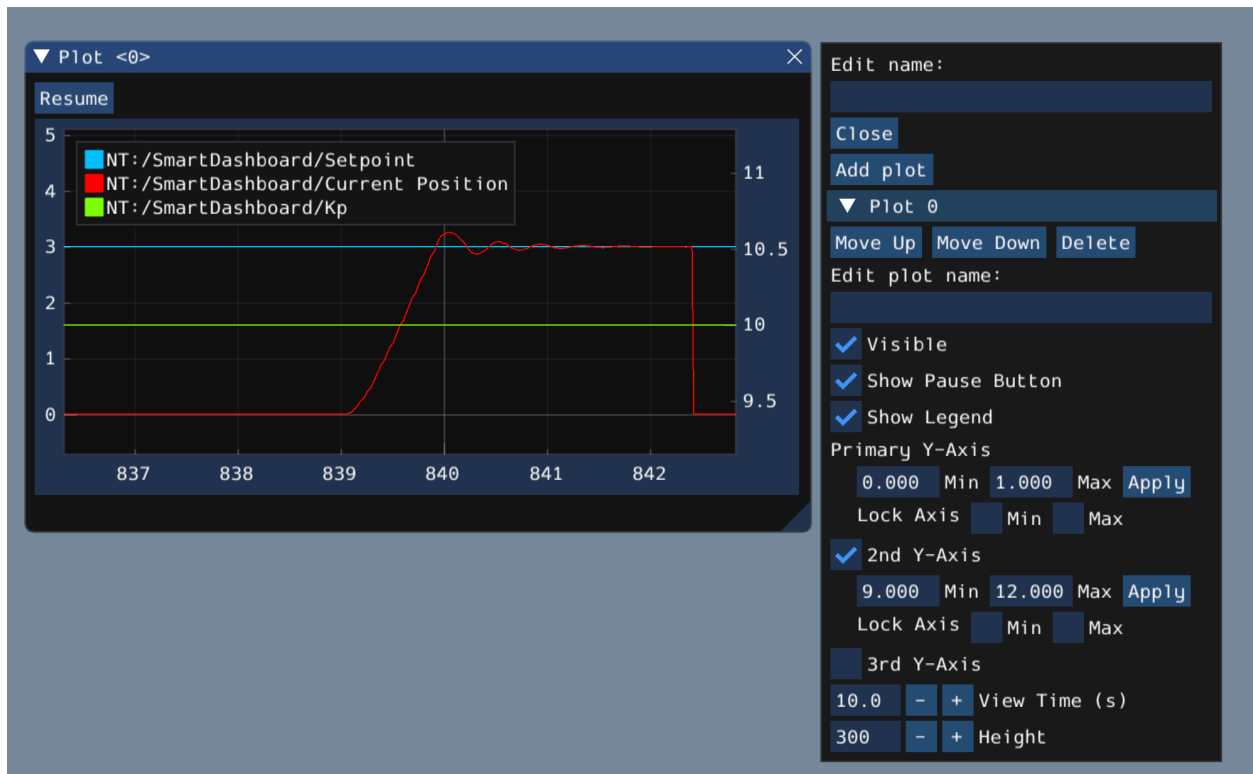 Plot <0>
Resume
5
4
3
2
1
0
NT:/SmartDashboard/Setpoint
NT:/SmartDashboard/Current Position
NT:/SmartDashboard/Kp
11
10.5
10
9.5
837 838 839 840 841 842
Edit name:
Close
Add plot
Plot 0
Move Up Move Down Delete
Edit plot name:
Visible
Show Pause Button
Show Legend
Primary Y-Axis
0.000 Min 1.000 Max Apply
Lock Axis Min Max
2nd Y-Axis
9.000 Min 12.000 Max Apply
Lock Axis Min Max
3rd Y-Axis
10.0 - + View Time (s)
300 - + Height